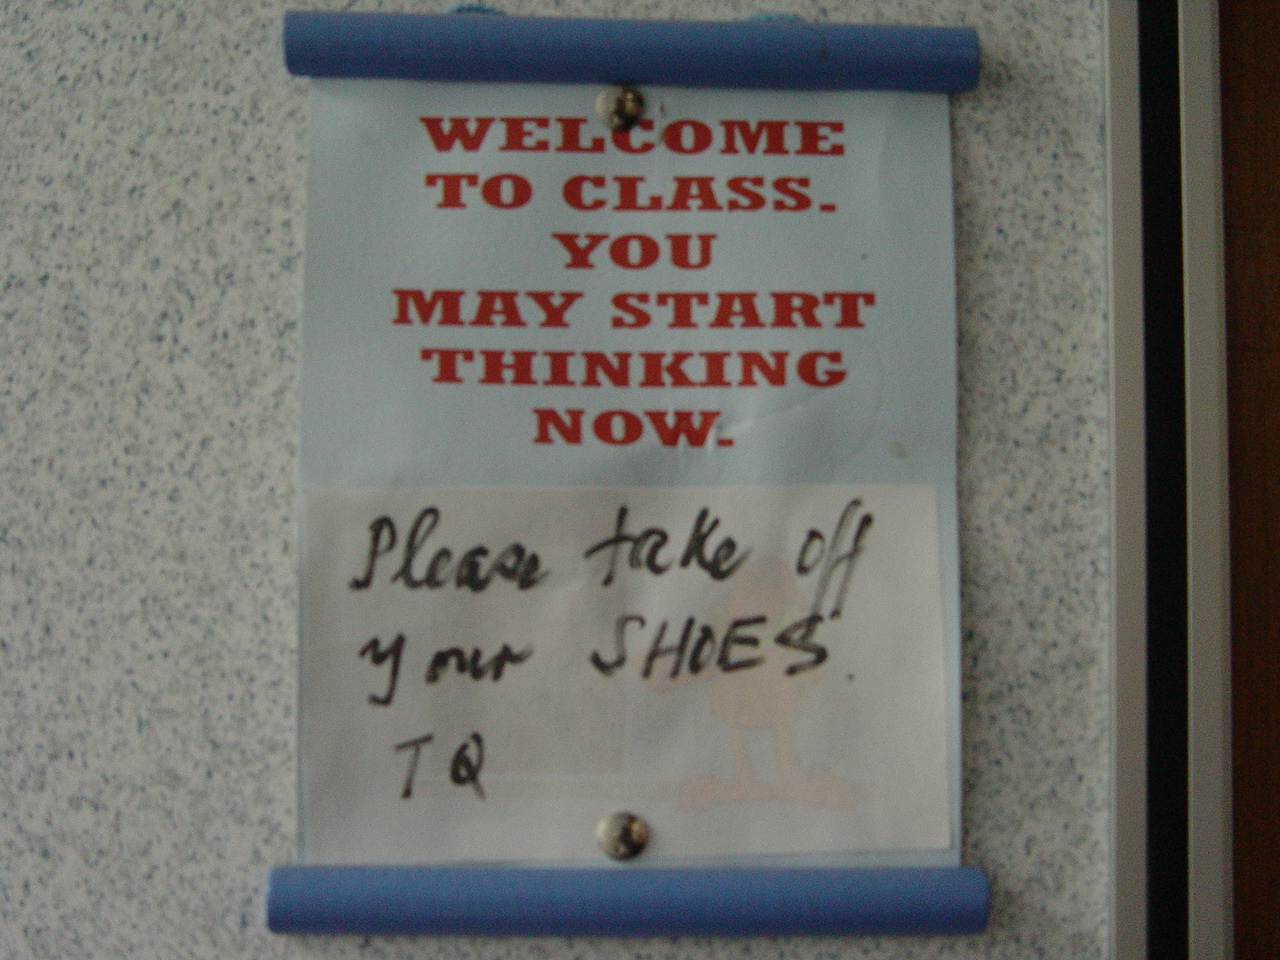 WELCOME
TO CLASS.
YOU
MAY START
THINKING
NOW.
Please take off
your SHOES.
TQ